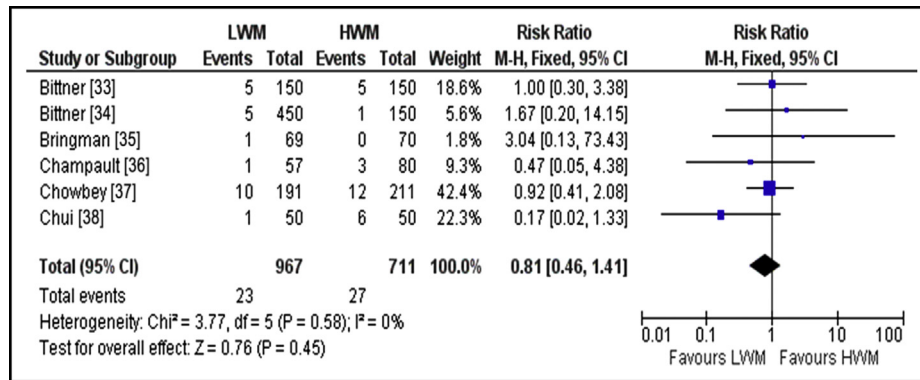 LWM HWM Risk Ratio Risk Ratio
Study or Subgroup Events Total Events Total Weight M-H, Fixed, 95% CI M-H, Fixed, 95% CI
Bittner [33] 5 150 5 150 18.6% 1.00 [0.30, 3.38]
Bittner [34] 5 450 1 150 5.6% 1.67 [0.20, 14.15]
Bringman [35] 1 69 0 70 1.8% 3.04 [0.13, 73.43]
Champault [36] 1 57 3 80 9.3% 0.47 [0.05, 4.38]
Chowbey [37] 10 191 12 211 42.4% 0.92 [0.41, 2.08]
Chui [38] 1 50 6 50 22.3% 0.17 [0.02, 1.33]
Total (95% CI) 967 711 100.0% 0.81 [0.46, 1.41]
Total events 23 27
Heterogeneity: Chi² = 3.77, df = 5 (P = 0.58); I² = 0%
Test for overall effect: Z = 0.76 (P = 0.45)
0.01 0.1 1 10 100
Favours LWM Favours HWM